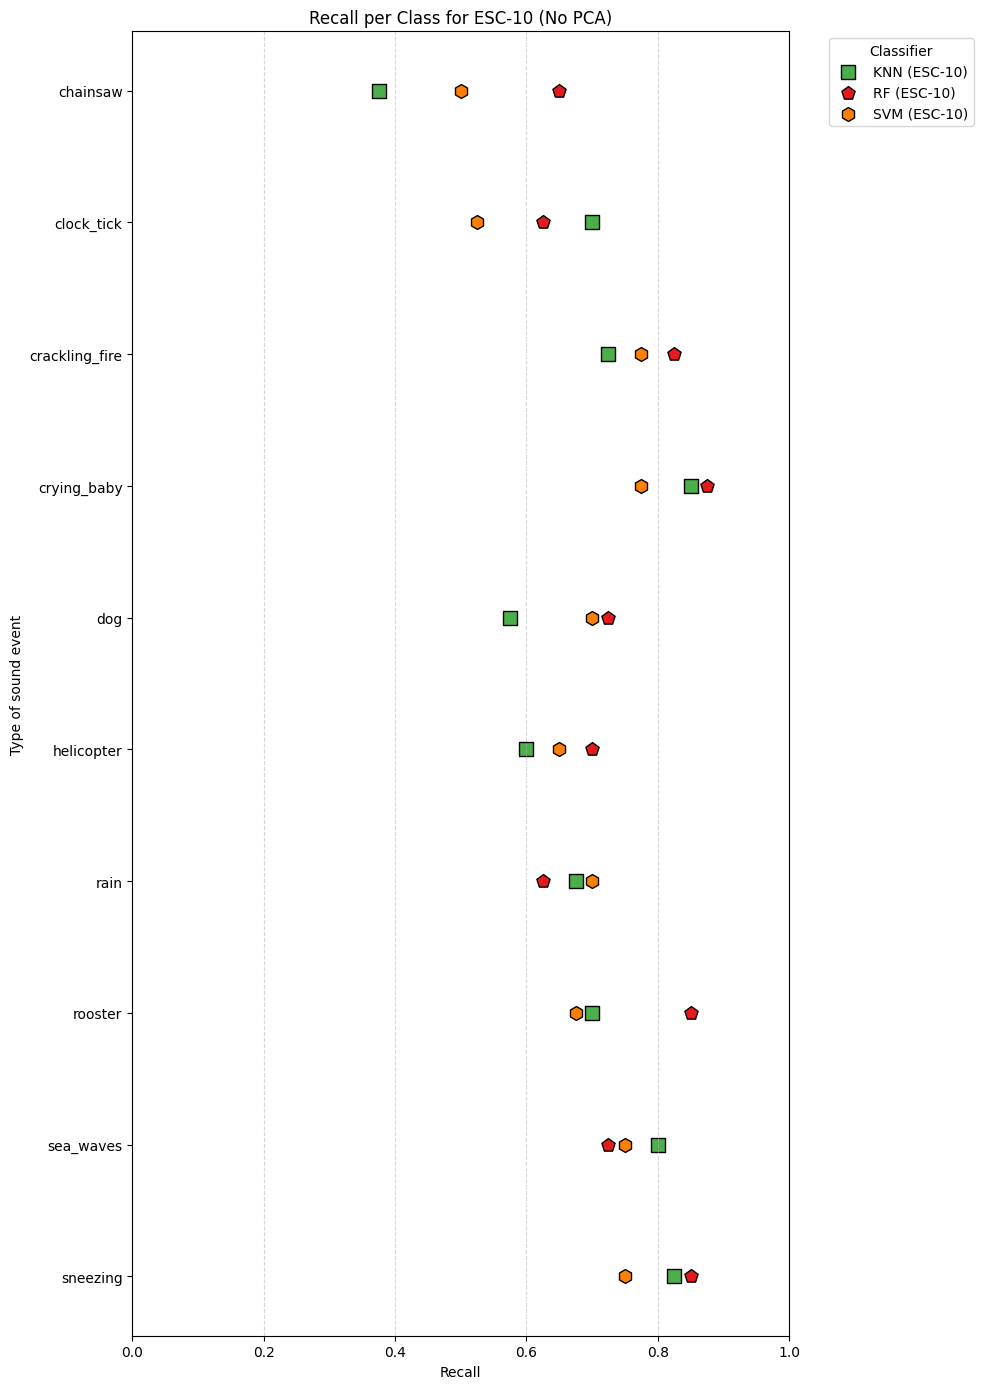 Recall per Class for ESC-10 (No PCA)
Classifier
KNN (ESC-10)
RF (ESC-10)
SVM (ESC-10)
Type of sound event
chainsaw
clock_tick
crackling_fire
crying_baby
dog
helicopter
rain
rooster
sea_waves
sneezing
0.0 0.2 0.4 0.6 0.8 1.0
Recall